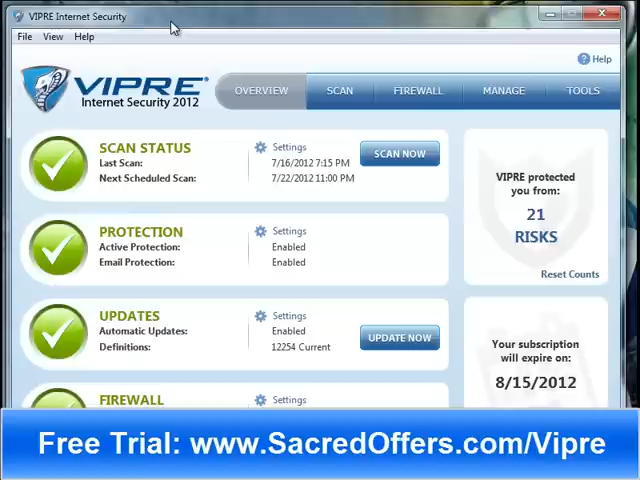 VIPRE Internet Security
File View Help
Help
VIPRE®
Internet Security 2012
OVERVIEW SCAN FIREWALL MANAGE TOOLS
SCAN STATUS
Settings
SCAN NOW
Last Scan: 7/16/2012 7:15 PM
Next Scheduled Scan: 7/22/2012 11:00 PM
PROTECTION
Settings
Active Protection: Enabled
Email Protection: Enabled
UPDATES
Settings
Automatic Updates: Enabled
UPDATE NOW
Definitions: 12254 Current
FIREWALL
Settings
VIPRE protected
you from:
21
RISKS
Reset Counts
Your subscription
will expire on:
8/15/2012
Free Trial: www.SacredOffers.com/Vipre